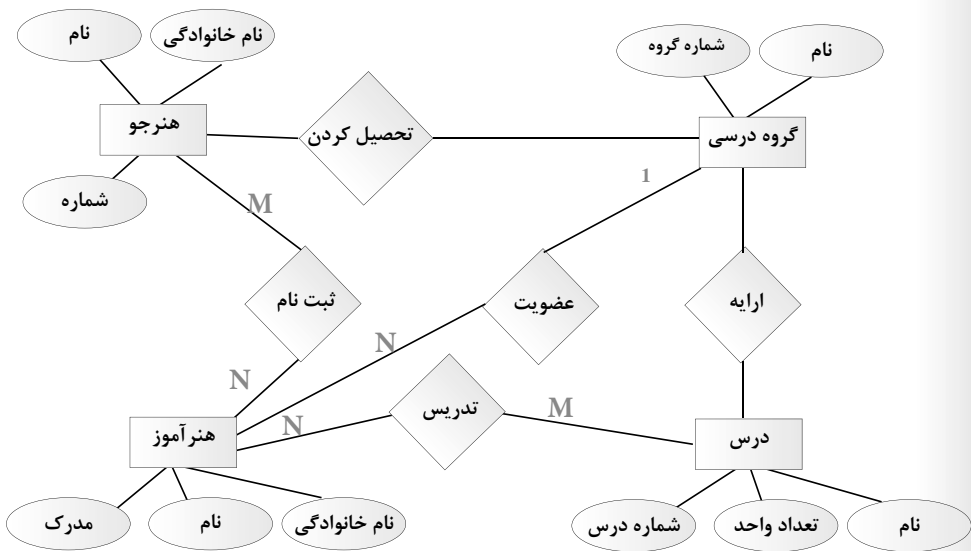 نام خانوادگی
نام
نام
شماره گروه
هنرجو
تحصیل کردن
گروه درسی
1
شماره
M
ثبت نام
عضویت
ارایه
N
N
تدریس
M
N
هنرآموز
درس
مدرک
نام
نام خانوادگی
شماره درس
تعداد واحد
نام